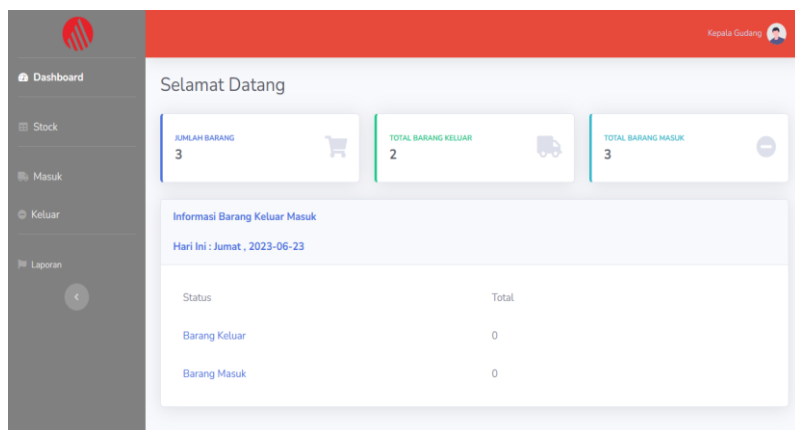 Kepala Gudang
Dashboard
Stock
Masuk
Keluar
Laporan
Selamat Datang
JUMLAH BARANG
3
TOTAL BARANG KELUAR
2
TOTAL BARANG MASUK
3
Informasi Barang Keluar Masuk
Hari Ini : Jumat , 2023-06-23
Status Total
Barang Keluar 0
Barang Masuk 0